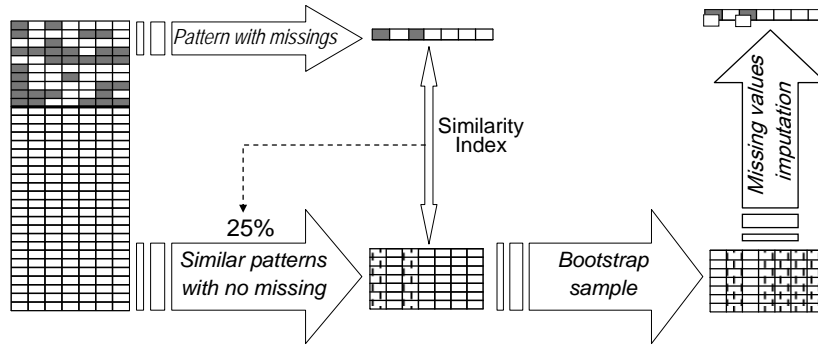 Pattern with missings
Similarity
Index
25%
Similar patterns
with no missing
Bootstrap
sample
Missing values
imputation